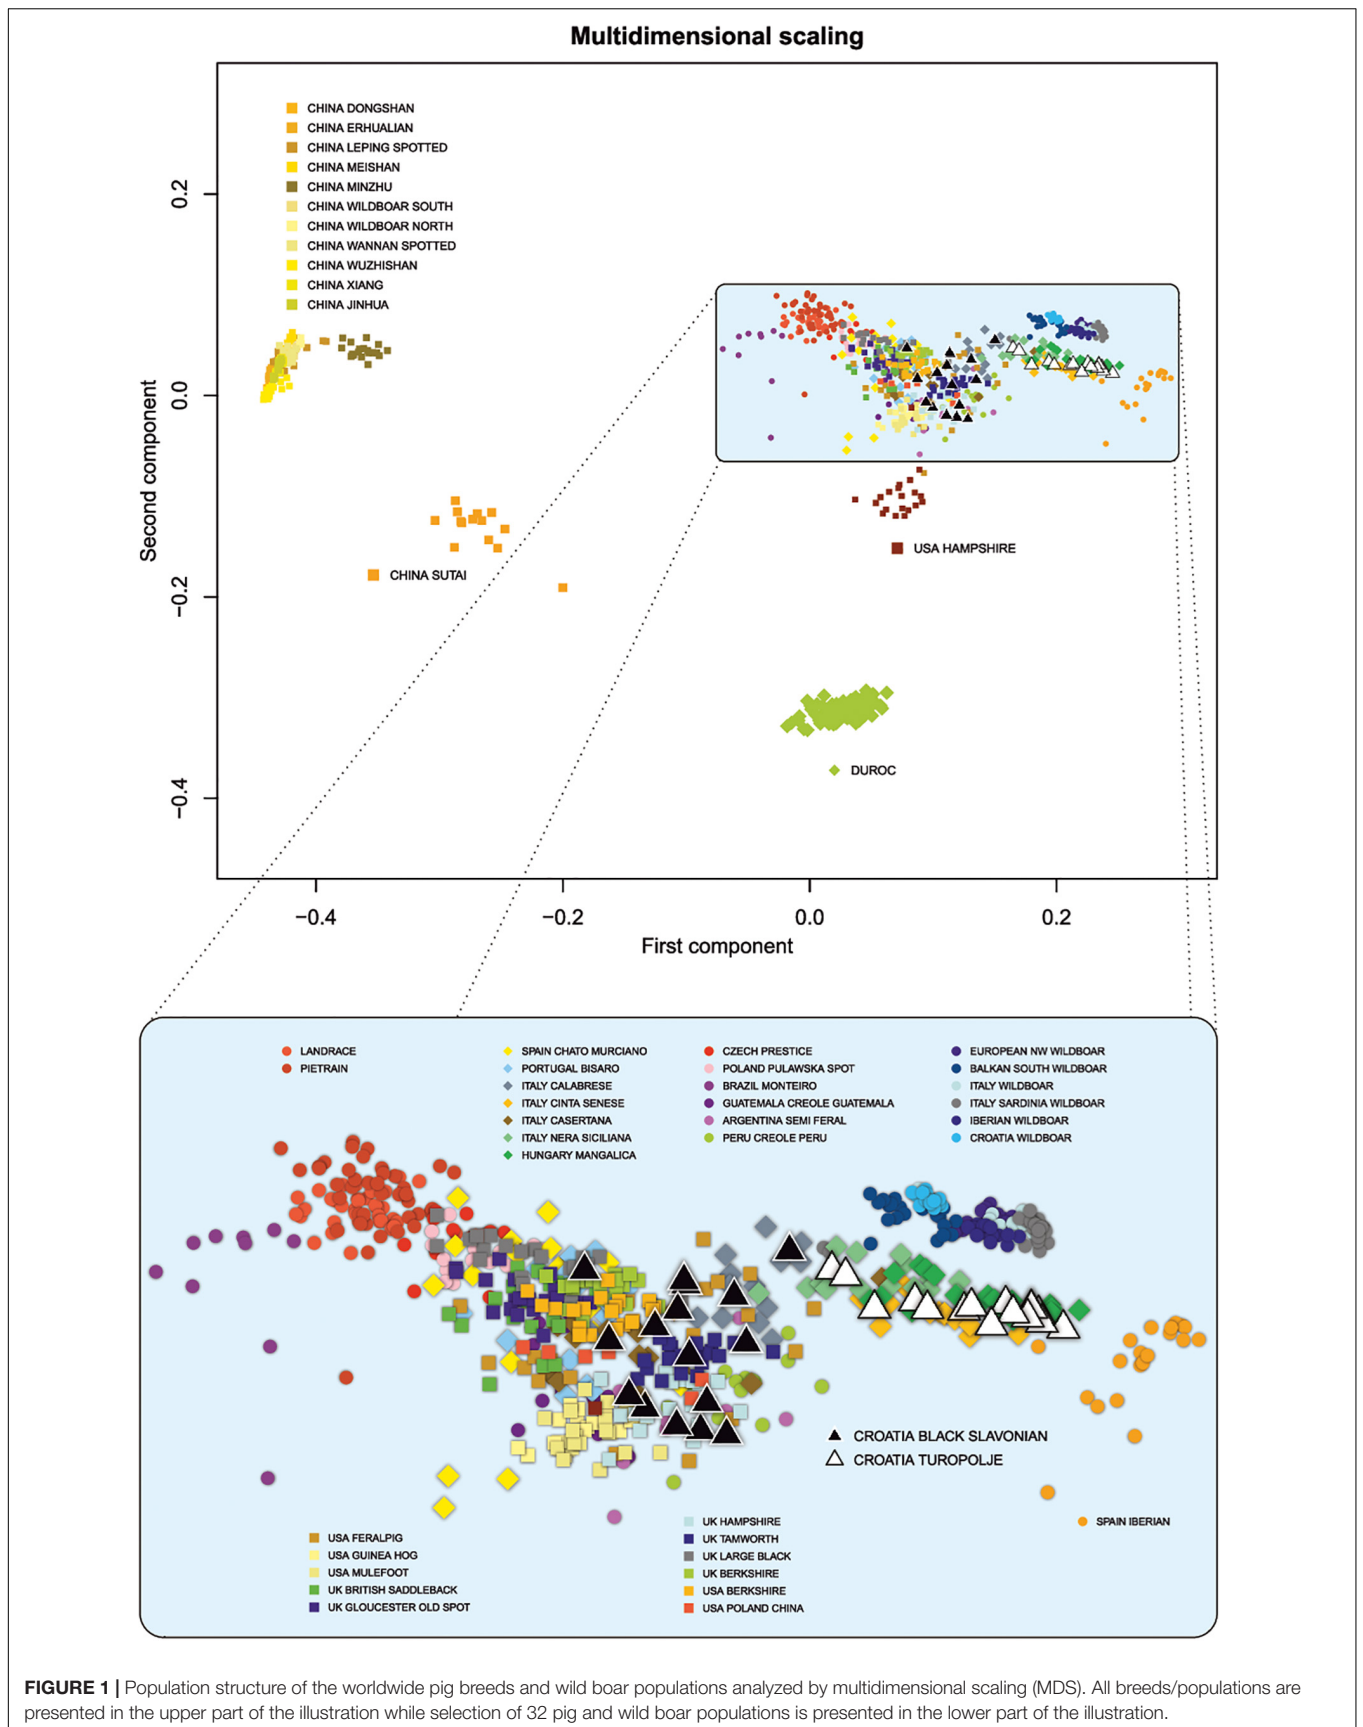 Multidimensional scaling
CHINA DONGSHAN
CHINA ERHUALIAN
CHINA LEPING SPOTTED
CHINA MEISHAN
CHINA MINZHU
CHINA WILDBOAR SOUTH
CHINA WILDBOAR NORTH
CHINA WANNAN SPOTTED
CHINA WUZHISHAN
CHINA XIANG
CHINA JINHUA
0.2
0.0
−0.2
−0.4
Second component
USA HAMPSHIRE
CHINA SUTAI
DUROC
−0.4
−0.2
0.0
0.2
First component
LANDRACE
PIETRAIN
SPAIN CHATO MURCIANO
PORTUGAL BISARO
ITALY CALABRESE
ITALY CINTA SENESE
ITALY CASERTANA
ITALY NERA SICILIANA
HUNGARY MANGALICA
CZECH PRESTICE
POLAND PULAWSKA SPOT
BRAZIL MONTEIRO
GUATEMALA CREOLE GUATEMALA
ARGENTINA SEMI FERAL
PERU CREOLE PERU
EUROPEAN NW WILDBOAR
BALKAN SOUTH WILDBOAR
ITALY WILDBOAR
ITALY SARDINIA WILDBOAR
IBERIAN WILDBOAR
CROATIA WILDBOAR
CROATIA BLACK SLAVONIAN
CROATIA TUROPOLJE
USA FERALPIG
USA GUINEA HOG
USA MULEFOOT
UK BRITISH SADDLEBACK
UK GLOUCESTER OLD SPOT
UK HAMPSHIRE
UK TAMWORTH
UK LARGE BLACK
UK BERKSHIRE
USA BERKSHIRE
USA POLAND CHINA
SPAIN IBERIAN
FIGURE 1 | Population structure of the worldwide pig breeds and wild boar populations analyzed by multidimensional scaling (MDS). All breeds/populations are
presented in the upper part of the illustration while selection of 32 pig and wild boar populations is presented in the lower part of the illustration.